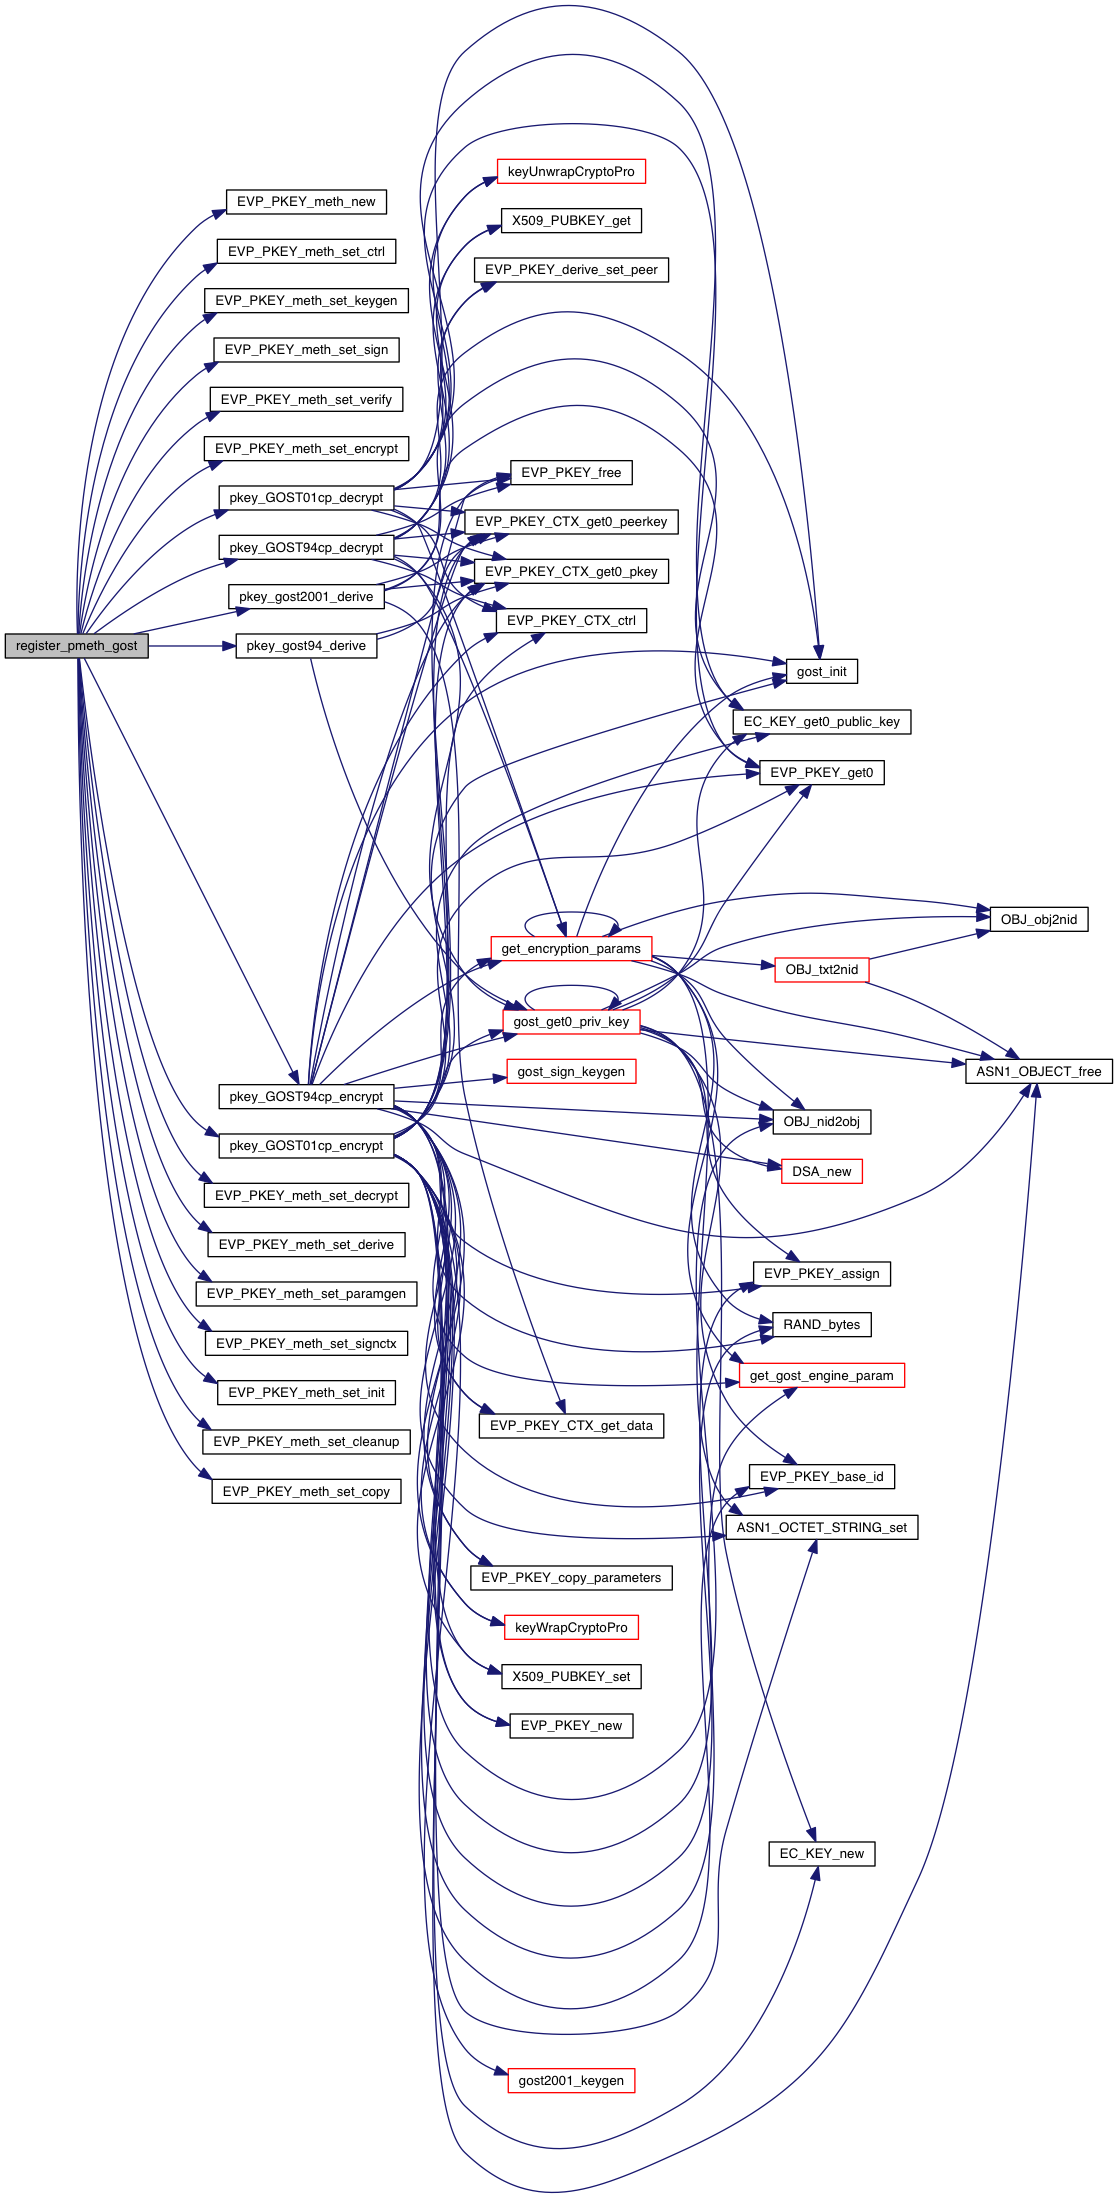 register_pmeth_gost
EVP_PKEY_meth_new
EVP_PKEY_meth_set_ctrl
EVP_PKEY_meth_set_keygen
EVP_PKEY_meth_set_sign
EVP_PKEY_meth_set_verify
EVP_PKEY_meth_set_encrypt
pkey_GOST01cp_decrypt
pkey_GOST94cp_decrypt
pkey_gost2001_derive
pkey_gost94_derive
pkey_GOST94cp_encrypt
pkey_GOST01cp_encrypt
EVP_PKEY_meth_set_decrypt
EVP_PKEY_meth_set_derive
EVP_PKEY_meth_set_paramgen
EVP_PKEY_meth_set_signctx
EVP_PKEY_meth_set_init
EVP_PKEY_meth_set_cleanup
EVP_PKEY_meth_set_copy
keyUnwrapCryptoPro
X509_PUBKEY_get
EVP_PKEY_derive_set_peer
EVP_PKEY_free
EVP_PKEY_CTX_get0_peerkey
EVP_PKEY_CTX_get0_pkey
EVP_PKEY_CTX_ctrl
get_encryption_params
gost_get0_priv_key
gost_sign_keygen
EVP_PKEY_CTX_get_data
EVP_PKEY_copy_parameters
keyWrapCryptoPro
X509_PUBKEY_set
EVP_PKEY_new
gost2001_keygen
gost_init
EC_KEY_get0_public_key
EVP_PKEY_get0
OBJ_txt2nid
OBJ_nid2obj
DSA_new
EVP_PKEY_assign
RAND_bytes
get_gost_engine_param
EVP_PKEY_base_id
ASN1_OCTET_STRING_set
EC_KEY_new
OBJ_obj2nid
ASN1_OBJECT_free